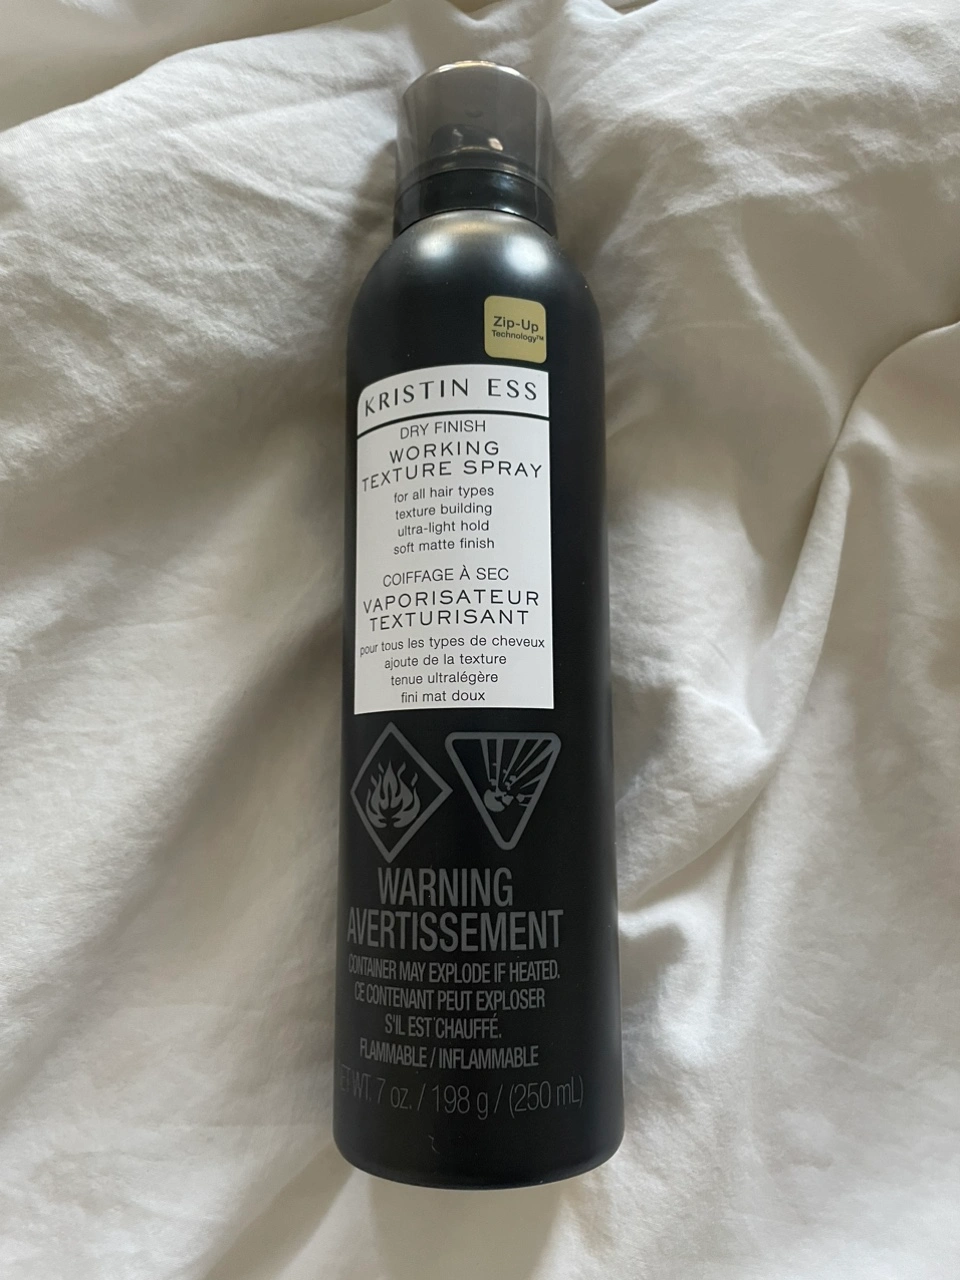 Zip-Up
Technology™
KRISTIN ESS
DRY FINISH
WORKING
TEXTURE SPRAY
for all hair types
texture building
ultra-light hold
soft matte finish
COIFFAGE À SEC
VAPORISATEUR
TEXTURISANT
pour tous les types de cheveux
ajoute de la texture
tenue ultralégère
fini mat doux
WARNING
AVERTISSEMENT
CONTAINER MAY EXPLODE IF HEATED.
CE CONTENANT PEUT EXPLOSER
S'IL EST CHAUFFÉ.
FLAMMABLE / INFLAMMABLE
WT. 7 oz. / 198 g / (250 mL)